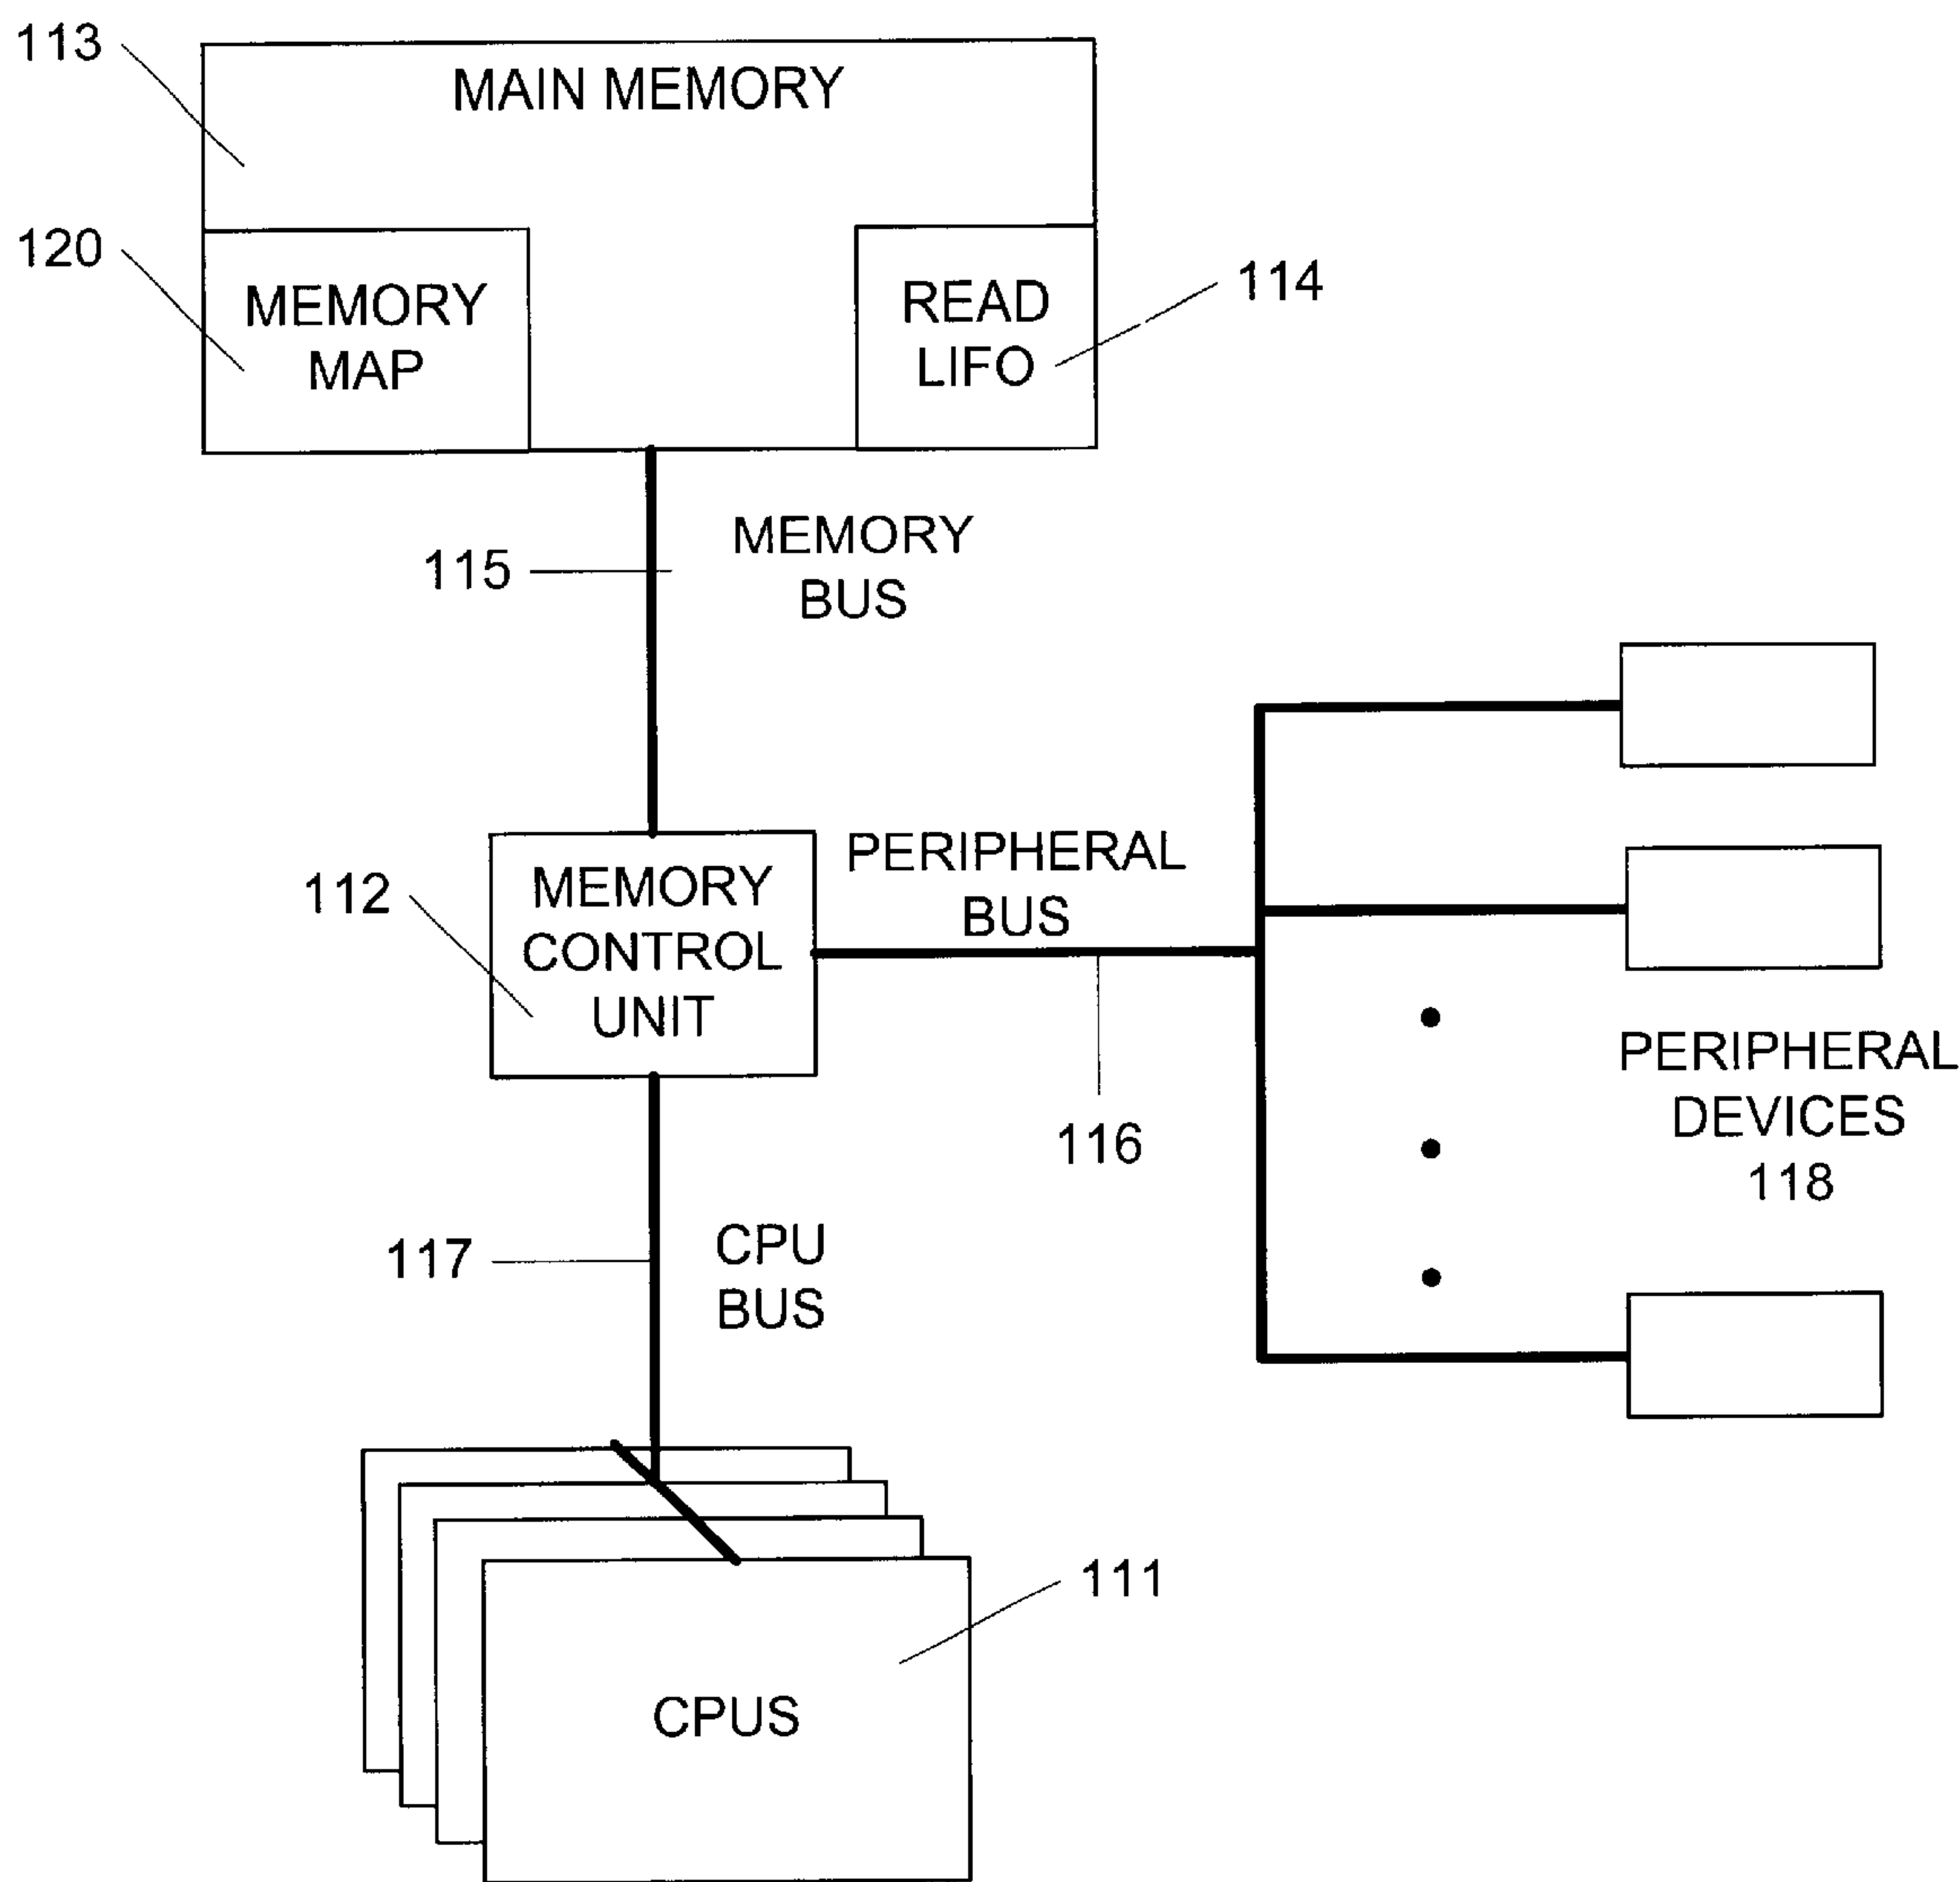 113
MAIN MEMORY
120
MEMORY
MAP
READ
LIFO
114
115
MEMORY
BUS
112
MEMORY
CONTROL
UNIT
PERIPHERAL
BUS
116
PERIPHERAL
DEVICES
118
117
CPU
BUS
111
CPUS